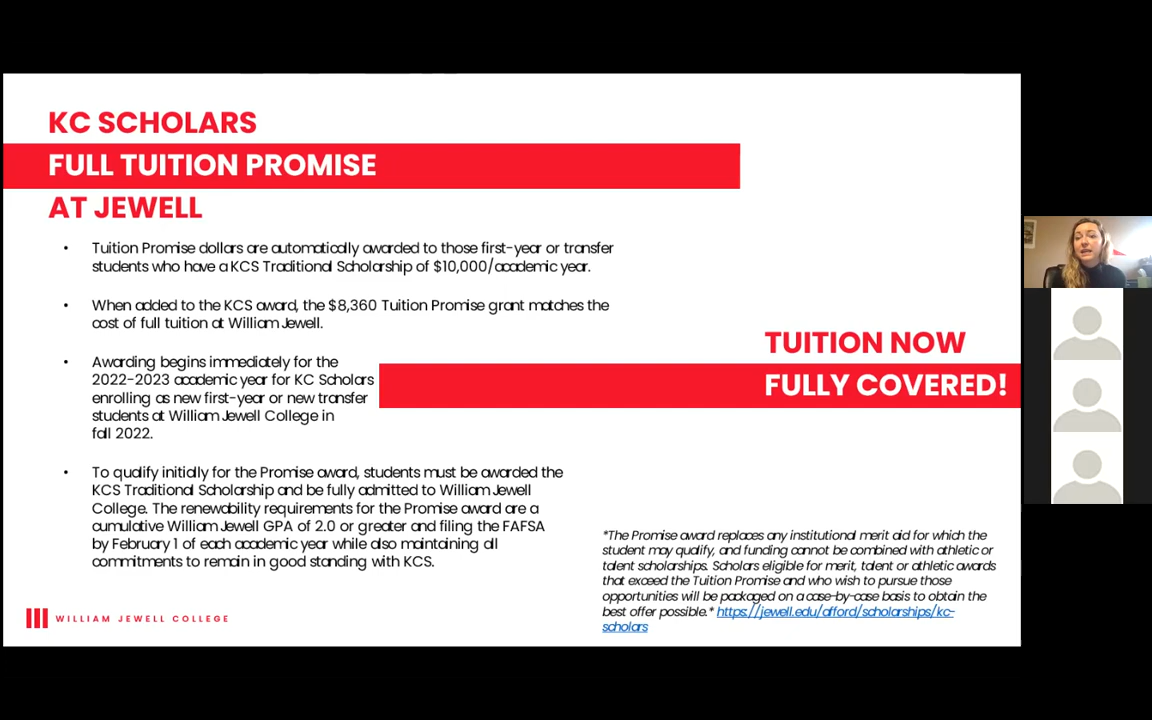 KC SCHOLARS
FULL TUITION PROMISE
AT JEWELL
• Tuition Promise dollars are automatically awarded to those first-year or transfer
students who have a KCS Traditional Scholarship of $10,000/academic year.
• When added to the KCS award, the $8,360 Tuition Promise grant matches the
cost of full tuition at William Jewell.
• Awarding begins immediately for the
2022-2023 academic year for KC Scholars
enrolling as new first-year or new transfer
students at William Jewell College in
fall 2022.
TUITION NOW
FULLY COVERED!
• To qualify initially for the Promise award, students must be awarded the
KCS Traditional Scholarship and be fully admitted to William Jewell
College. The renewability requirements for the Promise award are a
cumulative William Jewell GPA of 2.0 or greater and filing the FAFSA
by February 1 of each academic year while also maintaining all
commitments to remain in good standing with KCS.
*The Promise award replaces any institutional merit aid for which the
student may qualify, and funding cannot be combined with athletic or
talent scholarships. Scholars eligible for merit, talent or athletic awards
that exceed the Tuition Promise and who wish to pursue those
opportunities will be packaged on a case-by-case basis to obtain the
best offer possible.* https://jewell.edu/afford/scholarships/kc-
scholars
WILLIAM JEWELL COLLEGE